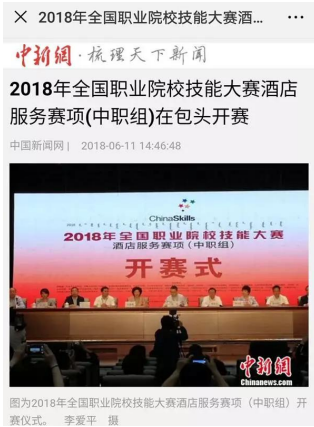 2018年全国职业院校技能大赛酒...
中新网·梳理天下新闻
2018年全国职业院校技能大赛酒店
服务赛项(中职组)在包头开赛
中国新闻网 | 2018-06-11 14:46:48
ChinaSkills
2018年全国职业院校技能大赛
酒店服务赛项（中职组）
开赛式
中新网
Chinanews.com
图为2018年全国职业院校技能大赛酒店服务赛项（中职组）开
赛仪式。 李爱平 摄